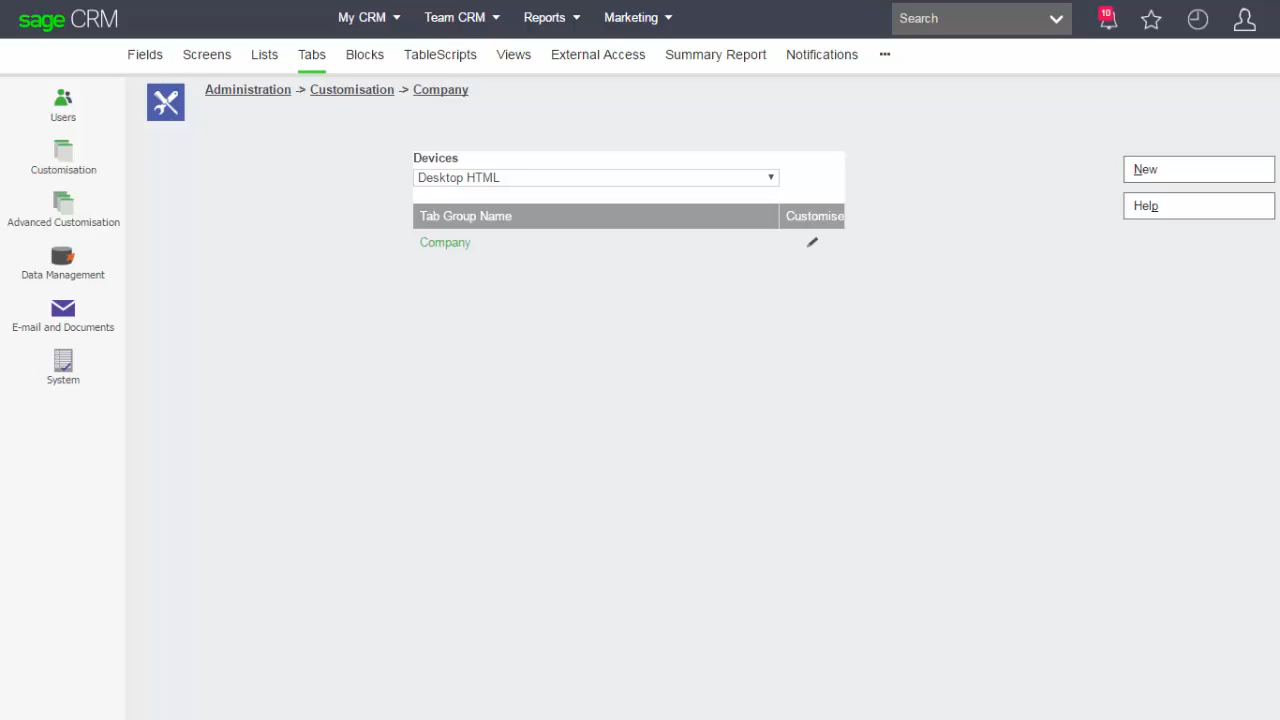 sage CRM
My CRM
Team CRM
Reports
Marketing
Search
10
Fields
Screens
Lists
Tabs
Blocks
TableScripts
Views
External Access
Summary Report
Notifications
Administration -> Customisation -> Company
Users
Customisation
Advanced Customisation
Data Management
E-mail and Documents
System
Devices
Desktop HTML
Tab Group Name
Customise
Company
New
Help